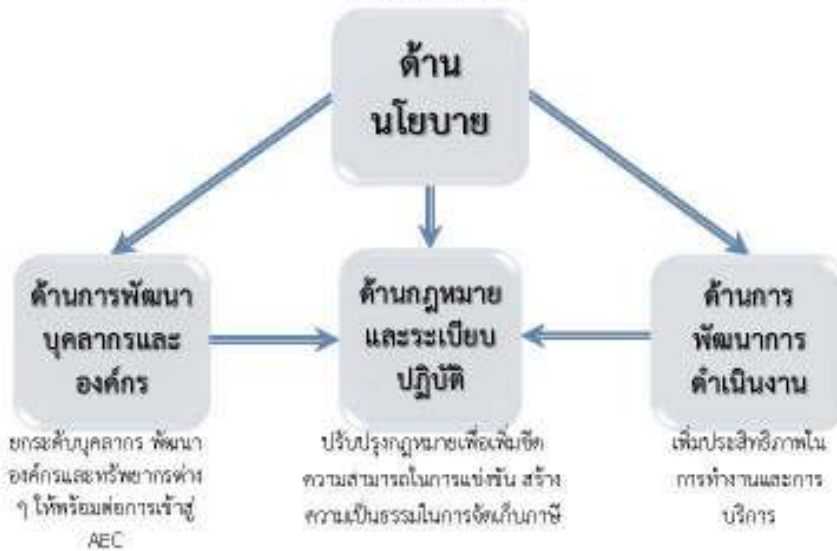 ด้าน
นโยบาย
ด้านการพัฒนา
บุคลากรและ
องค์กร
ด้านกฎหมาย
และระเบียบ
ปฏิบัติ
ด้านการ
พัฒนาการ
ดำเนินงาน
ยกระดับบุคลากร พัฒนา
องค์กรและทรัพยากรต่าง
ๆ ให้พร้อมต่อการเข้าสู่
AEC
ปรับปรุงกฎหมายเพื่อเพิ่มขีด
ความสามารถในการแข่งขัน สร้าง
ความเป็นธรรมในการจัดเก็บภาษี
เพิ่มประสิทธิภาพใน
การทำงานและการ
บริการ